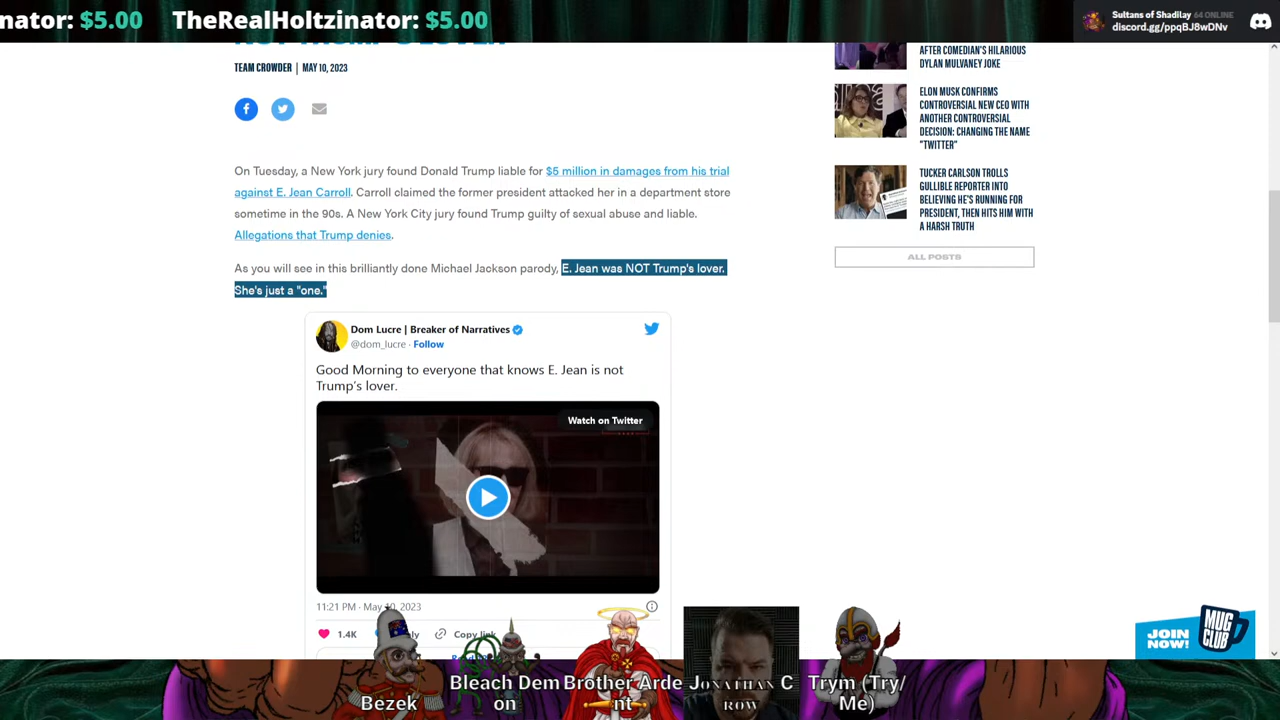 nator: $5.00 TheRealHoltzinator: $5.00
Sultans of Shadilay 64 ONLINE
discord.gg/ppqBJ8wDNv
TEAM CROWDER | MAY 10, 2023
On Tuesday, a New York jury found Donald Trump liable for $5 million in damages from his trial
against E. Jean Carroll. Carroll claimed the former president attacked her in a department store
sometime in the 90s. A New York City jury found Trump guilty of sexual abuse and liable.
Allegations that Trump denies.
As you will see in this brilliantly done Michael Jackson parody, E. Jean was NOT Trump's lover.
She's just a "one."
Dom Lucre | Breaker of Narratives
@dom_lucre · Follow
Good Morning to everyone that knows E. Jean is not
Trump's lover.
Watch on Twitter
11:21 PM · May 10, 2023
1.4K
Copy link
AFTER COMEDIAN'S HILARIOUS
DYLAN MULVANEY JOKE
ELON MUSK CONFIRMS
CONTROVERSIAL NEW CEO WITH
ANOTHER CONTROVERSIAL
DECISION: CHANGING THE NAME
"TWITTER"
TUCKER CARLSON TROLLS
GULLIBLE REPORTER INTO
BELIEVING HE'S RUNNING FOR
PRESIDENT, THEN HITS HIM WITH
A HARSH TRUTH
ALL POSTS
JOIN
NOW!
MUG
CLUB
Bezek
Bleach Dem
on
Brother Arde
nt
Jonathan C
row
Trym (Try/
Me)